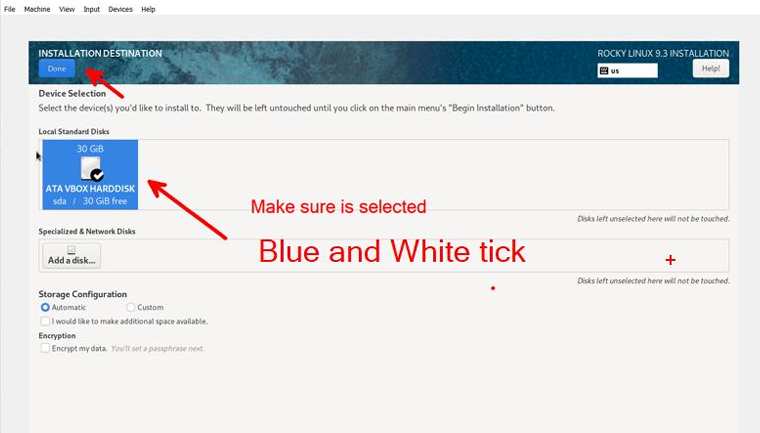 File Machine View Input Devices Help
INSTALLATION DESTINATION
ROCKY LINUX 9.3 INSTALLATION
Done
us
Help!
Device Selection
Select the device(s) you'd like to install to. They will be left untouched until you click on the main menu's "Begin Installation" button.
Local Standard Disks
30 GiB
ATA VBOX HARDDISK
sda / 30 GiB free
Make sure is selected
Disks left unselected here will not be touched.
Specialized & Network Disks
Blue and White tick
Add a disk...
Disks left unselected here will not be touched.
Storage Configuration
Automatic Custom
I would like to make additional space available.
Encryption
Encrypt my data. You'll set a passphrase next.